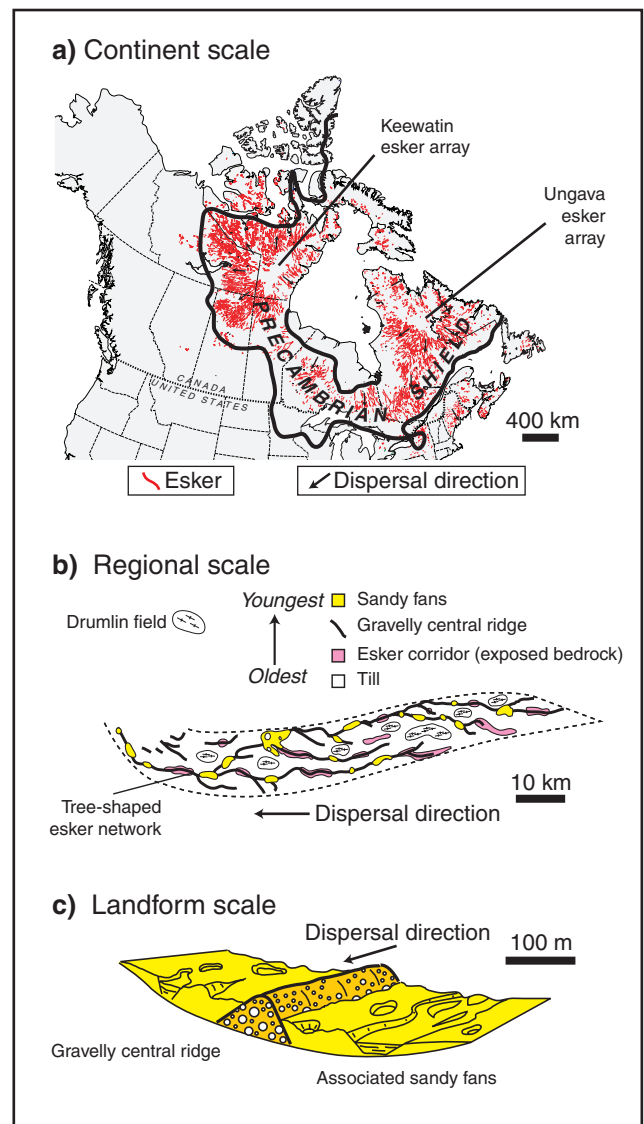 a) Continent scale
Keewatin
esker array
Ungava
esker
array
PRECAMBRIAN SHIELD
CANADA
UNITED STATES
400 km
Esker
Dispersal direction
b) Regional scale
Drumlin field
Youngest
Oldest
Sandy fans
Gravelly central ridge
Esker corridor (exposed bedrock)
Till
Tree-shaped
esker network
Dispersal direction
10 km
c) Landform scale
Dispersal direction
100 m
Gravelly central ridge
Associated sandy fans